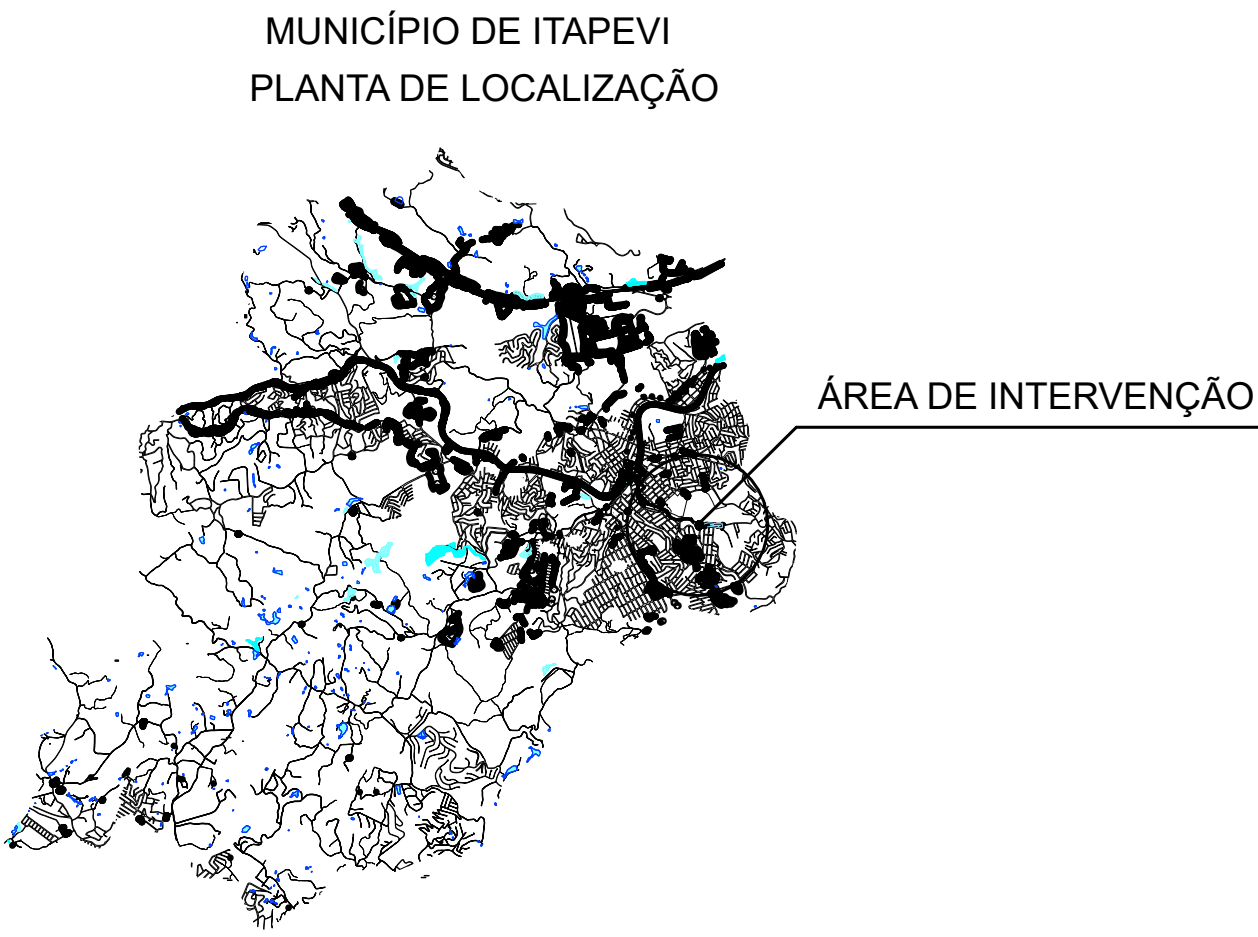 MUNICÍPIO DE ITAPEVI
PLANTA DE LOCALIZAÇÃO
ÁREA DE INTERVENÇÃO